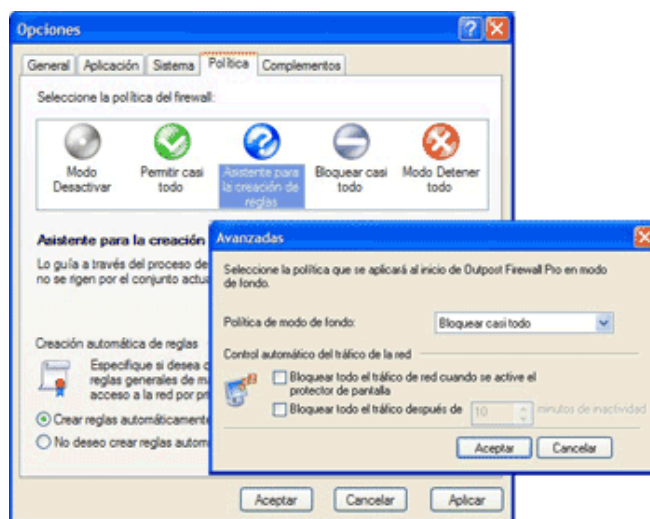 Opciones
General Aplicación Sistema Política Complementos
Seleccione la política del firewall:
Modo Desactivar
Permitir casi todo
Asistente para la creación de reglas
Bloquear casi todo
Modo Detener todo
Asistente para la creación
Lo guía a través del proceso de
no se rigen por el conjunto actua
Creación automática de reglas
Especifique si desea c
reglas generales de ma
acceso a la red por pr
Crear reglas automáticamente
No deseo crear reglas autom
Aceptar Cancelar Aplicar
Avanzadas
Seleccione la política que se aplicará al inicio de Outpost Firewall Pro en modo
de fondo.
Política de modo de fondo: Bloquear casi todo
Control automático del tráfico de la red
Bloquear todo el tráfico de red cuando se active el
protector de pantalla
Bloquear todo el tráfico después de 10 minutos de inactividad
Aceptar Cancelar